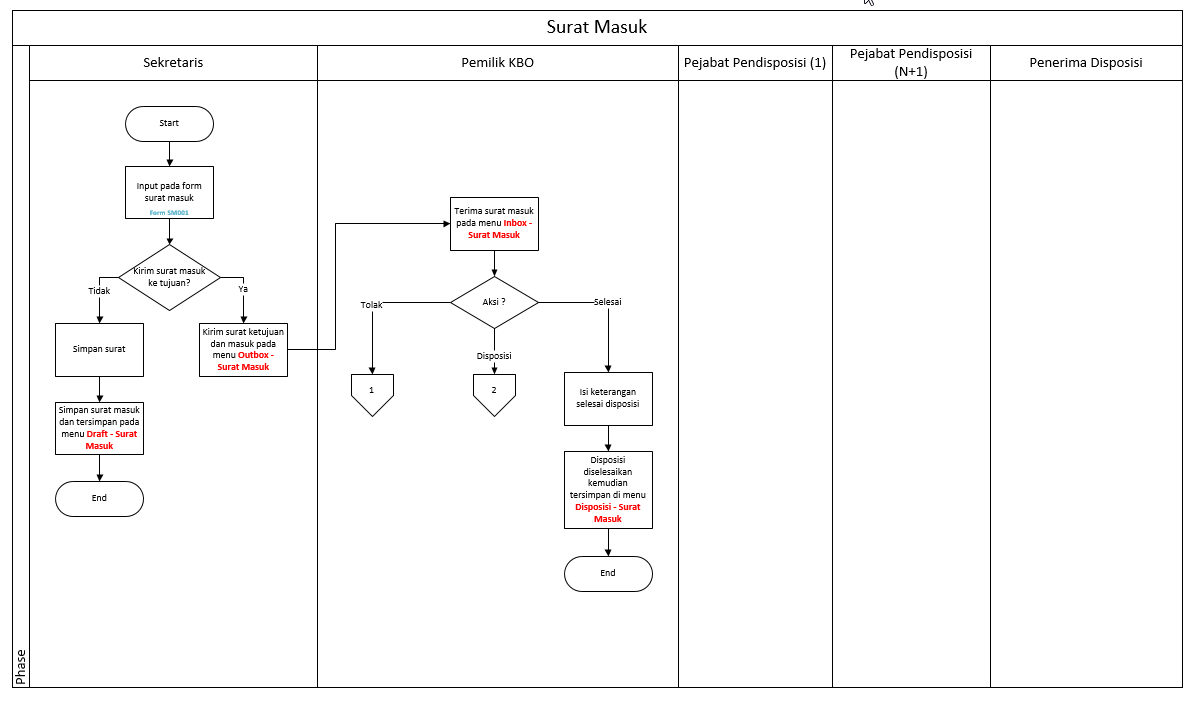 Surat Masuk
Sekretaris
Pemilik KBO
Pejabat Pendisposisi (1)
Pejabat Pendisposisi
(N+1)
Penerima Disposisi
Phase
Start
Input pada form
surat masuk
Form SM001
Kirim surat masuk
ke tujuan?
Tidak
Ya
Simpan surat
Kirim surat ketujuan
dan masuk pada
menu Outbox -
Surat Masuk
Simpan surat masuk
dan tersimpan pada
menu Draft - Surat
Masuk
End
Terima surat masuk
pada menu Inbox -
Surat Masuk
Aksi ?
Tolak
Disposisi
Selesai
1
2
Isi keterangan
selesai disposisi
Disposisi
diselesaikan
kemudian
tersimpan di menu
Disposisi - Surat
Masuk
End